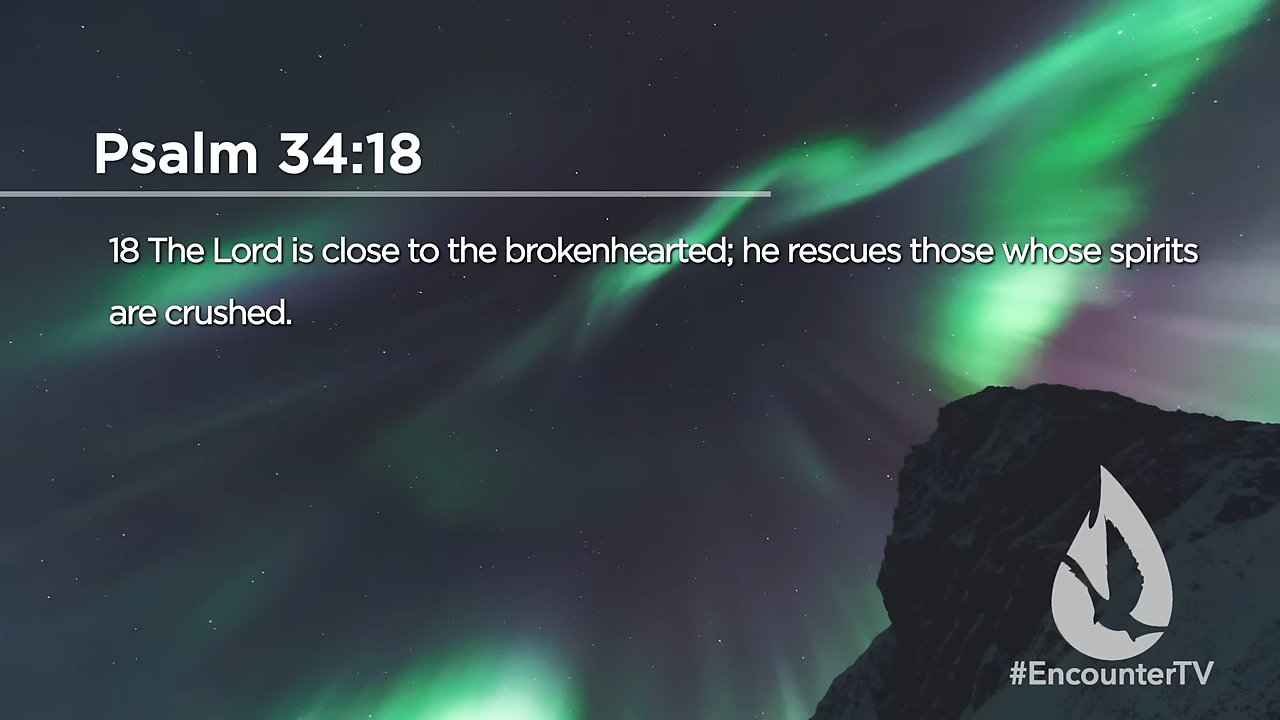 Psalm 34:18
18 The Lord is close to the brokenhearted; he rescues those whose spirits
are crushed.
#EncounterTV